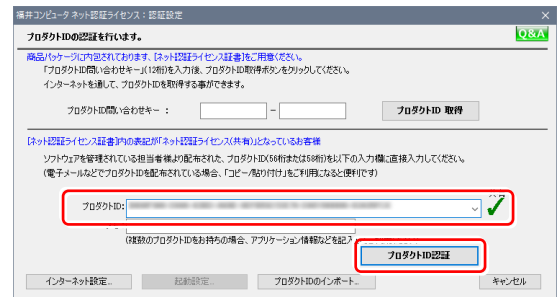 福井コンピュータ ネット認証ライセンス：認証設定
プロダクトIDの認証を行います。
Q&A
商品パッケージに内包されております、[ネット認証ライセンス証書]をご用意ください。
「プロダクトID問い合わせキー」(12桁)を入力後、プロダクトID取得ボタンをクリックしてください。
インターネットを通して、プロダクトIDを取得する事ができます。
プロダクトID問い合わせキー ：
－
プロダクトID 取得
[ネット認証ライセンス証書]内の表記が「ネット認証ライセンス(共有)」となっているお客様
ソフトウェアを管理されている担当者様より配布された、プロダクトID(56桁または58桁)を以下の入力欄に直接入力してください。
(電子メールなどでプロダクトIDを配布されている場合、「コピー/貼り付け」をご利用になると便利です)
プロダクトID:
(複数のプロダクトIDをお持ちの場合、アプリケーション情報などを記入
プロダクトID認証
インターネット設定...
起動設定...
プロダクトIDのインポート...
キャンセル